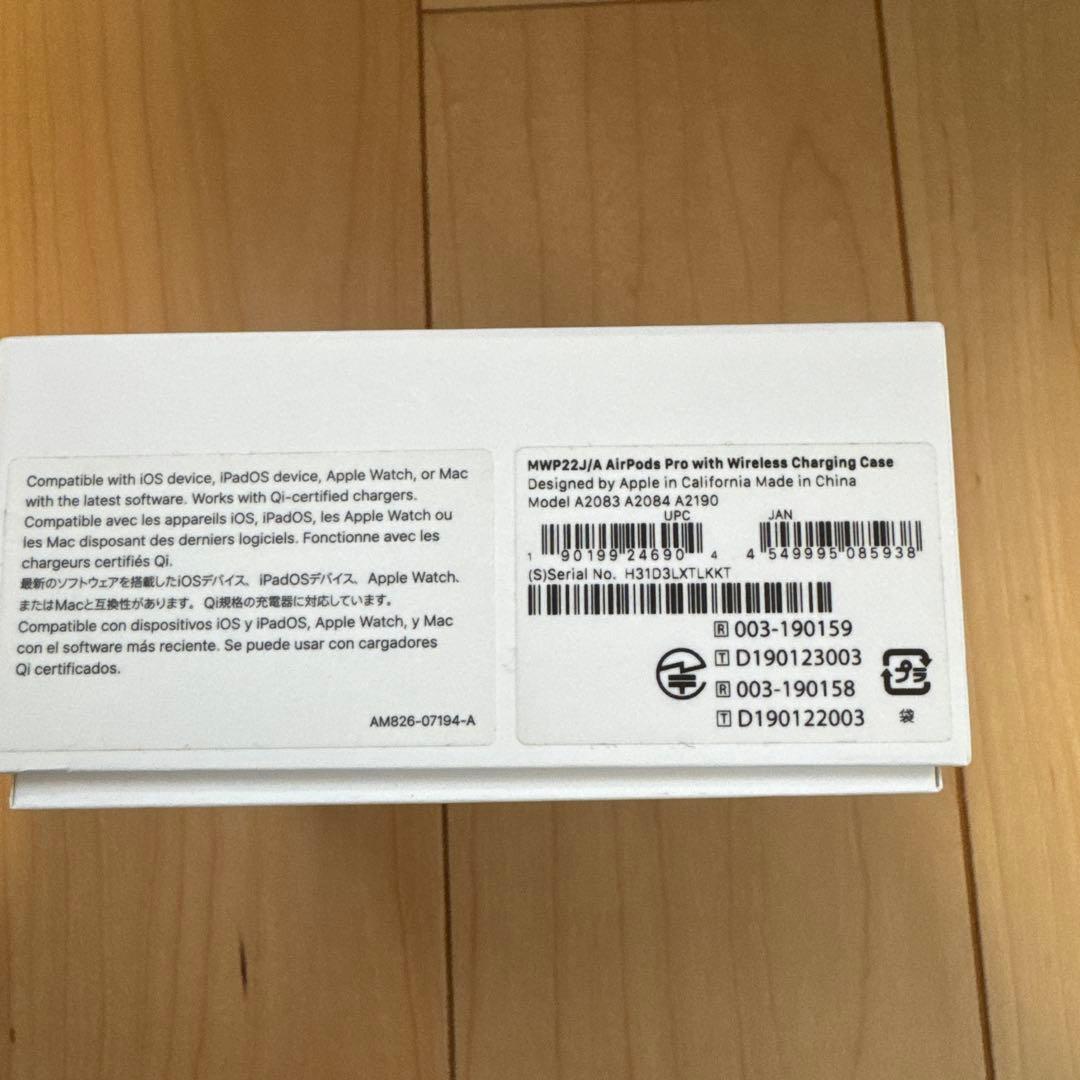 Compatible with iOS device, iPadOS device, Apple Watch, or Mac
with the latest software. Works with Qi-certified chargers.
Compatible avec les appareils iOS, iPadOS, les Apple Watch ou
les Mac disposant des derniers logiciels. Fonctionne avec les
chargeurs certifiés Qi.
最新のソフトウェアを搭載したiOSデバイス、iPadOSデバイス、Apple Watch、
またはMacと互換性があります。Qi規格の充電器に対応しています。
Compatible con dispositivos iOS y iPadOS, Apple Watch, y Mac
con el software más reciente. Se puede usar con cargadores
Qi certificados.
AM826-07194-A
MWP22J/A AirPods Pro with Wireless Charging Case
Designed by Apple in California Made in China
Model A2083 A2084 A2190
UPC JAN
1 90199 24690 4 4 549995 085938
(S)Serial No. H31D3LXTLKKT
R 003-190159
T D190123003
R 003-190158
T D190122003
プラ
袋